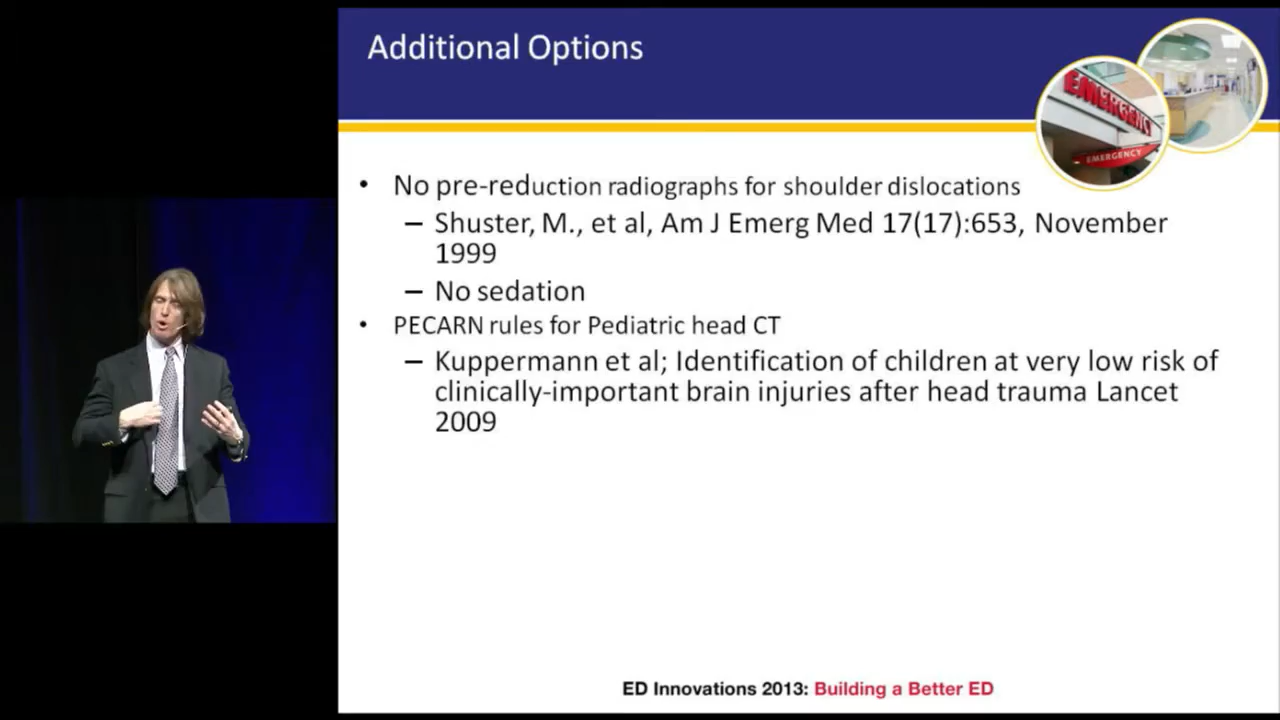 Additional Options
EMERGENCY
EMERGENCY
• No pre-reduction radiographs for shoulder dislocations
– Shuster, M., et al, Am J Emerg Med 17(17):653, November
1999
– No sedation
• PECARN rules for Pediatric head CT
– Kuppermann et al; Identification of children at very low risk of
clinically-important brain injuries after head trauma Lancet
2009
ED Innovations 2013: Building a Better ED